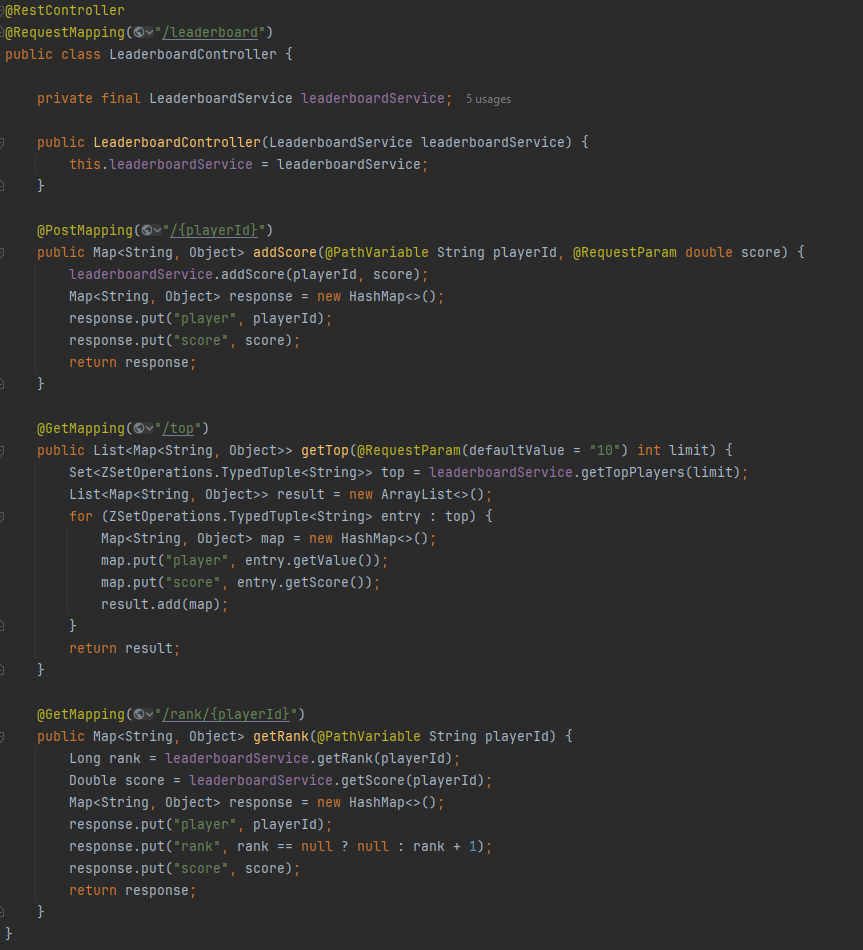 @RestController
@RequestMapping("/leaderboard")
public class LeaderboardController {
    private final LeaderboardService leaderboardService; 5 usages
    public LeaderboardController(LeaderboardService leaderboardService) {
        this.leaderboardService = leaderboardService;
    }
    @PostMapping("/{playerId}")
    public Map<String, Object> addScore(@PathVariable String playerId, @RequestParam double score) {
        leaderboardService.addScore(playerId, score);
        Map<String, Object> response = new HashMap<>();
        response.put("player", playerId);
        response.put("score", score);
        return response;
    }
    @GetMapping("/top")
    public List<Map<String, Object>> getTop(@RequestParam(defaultValue = "10") int limit) {
        Set<ZSetOperations.TypedTuple<String>> top = leaderboardService.getTopPlayers(limit);
        List<Map<String, Object>> result = new ArrayList<>();
        for (ZSetOperations.TypedTuple<String> entry : top) {
            Map<String, Object> map = new HashMap<>();
            map.put("player", entry.getValue());
            map.put("score", entry.getScore());
            result.add(map);
        }
        return result;
    }
    @GetMapping("/rank/{playerId}")
    public Map<String, Object> getRank(@PathVariable String playerId) {
        Long rank = leaderboardService.getRank(playerId);
        Double score = leaderboardService.getScore(playerId);
        Map<String, Object> response = new HashMap<>();
        response.put("player", playerId);
        response.put("rank", rank == null ? null : rank + 1);
        response.put("score", score);
        return response;
    }
}